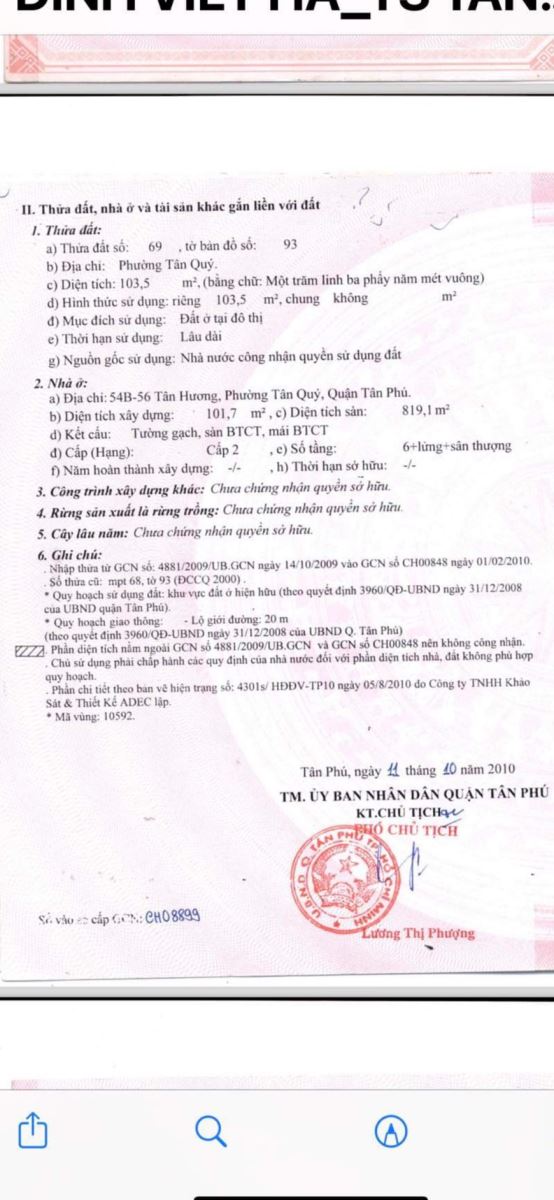 II. Thửa đất, nhà ở và tài sản khác gắn liền với đất
1. Thửa đất:
a) Thửa đất số: 69 , tờ bản đồ số: 93
b) Địa chỉ: Phường Tân Quý.
c) Diện tích: 103,5 m², (bằng chữ: Một trăm linh ba phẩy năm mét vuông)
d) Hình thức sử dụng: riêng 103,5 m², chung không m²
đ) Mục đích sử dụng: Đất ở tại đô thị
e) Thời hạn sử dụng: Lâu dài
g) Nguồn gốc sử dụng: Nhà nước công nhận quyền sử dụng đất
2. Nhà ở:
a) Địa chỉ: 54B-56 Tân Hương, Phường Tân Quý, Quận Tân Phú.
b) Diện tích xây dựng: 101,7 m² , c) Diện tích sàn: 819,1 m²
d) Kết cấu: Tường gạch, sàn BTCT, mái BTCT
đ) Cấp (Hạng): Cấp 2 , e) Số tầng: 6+lửng+sân thượng
f) Năm hoàn thành xây dựng: -/- , h) Thời hạn sở hữu: -/-
3. Công trình xây dựng khác: Chưa chứng nhận quyền sở hữu.
4. Rừng sản xuất là rừng trồng: Chưa chứng nhận quyền sở hữu.
5. Cây lâu năm: Chưa chứng nhận quyền sở hữu.
6. Ghi chú:
. Nhập thửa từ GCN số: 4881/2009/UB.GCN ngày 14/10/2009 vào GCN số CH00848 ngày 01/02/2010.
. Số thửa cũ: mpt 68, tờ 93 (ĐCCQ 2000) .
* Quy hoạch sử dụng đất: khu vực đất ở hiện hữu (theo quyết định 3960/QĐ-UBND ngày 31/12/2008
của UBND quận Tân Phú).
* Quy hoạch giao thông: - Lộ giới đường: 20 m
(theo quyết định 3960/QĐ-UBND ngày 31/12/2008 của UBND Q. Tân Phú)
. Phần diện tích nằm ngoài GCN số 4881/2009/UB.GCN và GCN số CH00848 nên không công nhận.
. Chủ sử dụng phải chấp hành các quy định của nhà nước đối với phần diện tích nhà, đất không phù hợp
quy hoạch.
. Phần chi tiết theo bản vẽ hiện trạng số: 4301s/ HĐĐV-TP10 ngày 05/8/2010 do Công ty TNHH Khảo
Sát & Thiết Kế ADEC lập.
* Mã vùng: 10592.
Tân Phú, ngày 11 tháng 10 năm 2010
TM. ỦY BAN NHÂN DÂN QUẬN TÂN PHÚ
KT.CHỦ TỊCH
PHÓ CHỦ TỊCH
U.B.N.D Q. TÂN PHÚ T.P. HỒ CHÍ MINH
Số vào cấp GCN: CH08899
Lương Thị Phượng